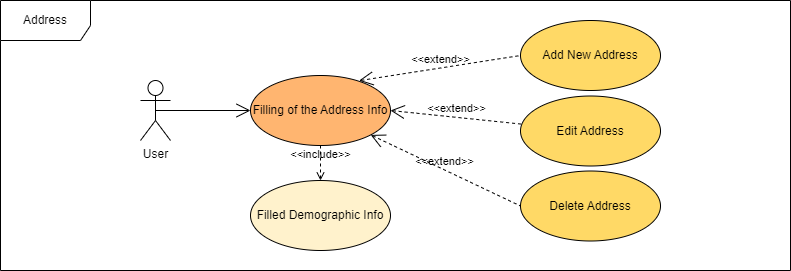 Address
<<extend>>
Add New Address
Filling of the Address Info
<<extend>>
Edit Address
User
<<include>>
<<extend>>
Filled Demographic Info
Delete Address